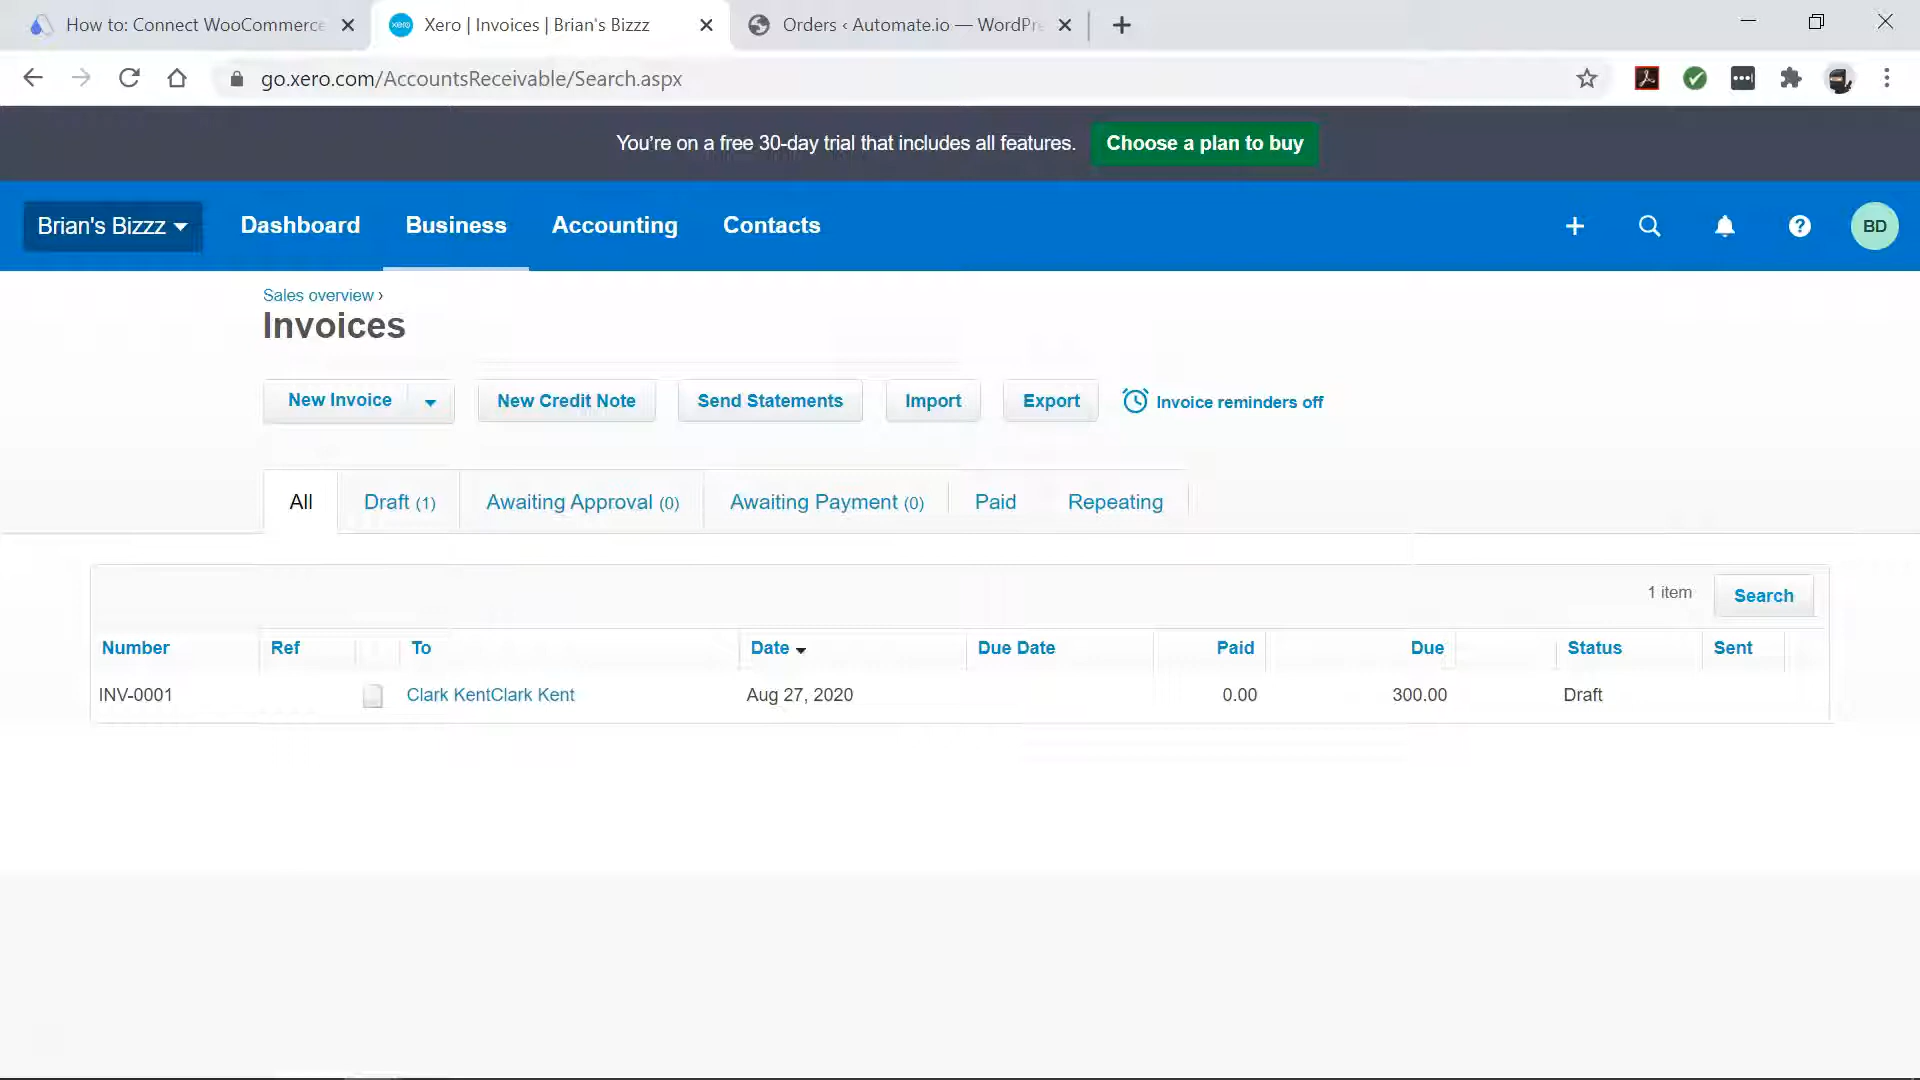 How to: Connect WooCommerce
Xero | Invoices | Brian's Bizzz
Orders ‹ Automate.io — WordPre
go.xero.com/AccountsReceivable/Search.aspx
You're on a free 30-day trial that includes all features. Choose a plan to buy
Brian's Bizzz Dashboard Business Accounting Contacts BD
Sales overview ›
Invoices
New Invoice New Credit Note Send Statements Import Export Invoice reminders off
All Draft (1) Awaiting Approval (0) Awaiting Payment (0) Paid Repeating
1 item Search
Number Ref To Date Due Date Paid Due Status Sent
INV-0001 Clark KentClark Kent Aug 27, 2020 0.00 300.00 Draft